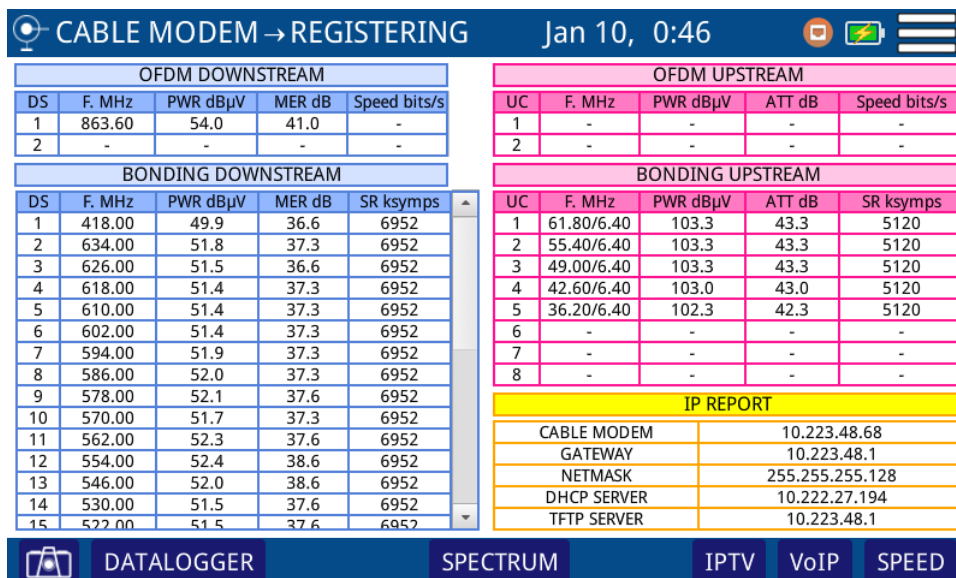 CABLE MODEM → REGISTERING Jan 10, 0:46
OFDM DOWNSTREAM
DS F. MHz PWR dBµV MER dB Speed bits/s
1 863.60 54.0 41.0 -
2 - - - -
BONDING DOWNSTREAM
DS F. MHz PWR dBµV MER dB SR ksymps
1 418.00 49.9 36.6 6952
2 634.00 51.8 37.3 6952
3 626.00 51.5 36.6 6952
4 618.00 51.4 37.3 6952
5 610.00 51.4 37.3 6952
6 602.00 51.4 37.3 6952
7 594.00 51.9 37.3 6952
8 586.00 52.0 37.3 6952
9 578.00 52.1 37.6 6952
10 570.00 51.7 37.3 6952
11 562.00 52.3 37.6 6952
12 554.00 52.4 38.6 6952
13 546.00 52.0 38.6 6952
14 530.00 51.5 37.6 6952
15 522.00 51.5 37.6 6952
OFDM UPSTREAM
UC F. MHz PWR dBµV ATT dB Speed bits/s
1 - - - -
2 - - - -
BONDING UPSTREAM
UC F. MHz PWR dBµV ATT dB SR ksymps
1 61.80/6.40 103.3 43.3 5120
2 55.40/6.40 103.3 43.3 5120
3 49.00/6.40 103.3 43.3 5120
4 42.60/6.40 103.0 43.0 5120
5 36.20/6.40 102.3 42.3 5120
6 - - - -
7 - - - -
8 - - - -
IP REPORT
CABLE MODEM 10.223.48.68
GATEWAY 10.223.48.1
NETMASK 255.255.255.128
DHCP SERVER 10.222.27.194
TFTP SERVER 10.223.48.1
DATALOGGER SPECTRUM IPTV VoIP SPEED